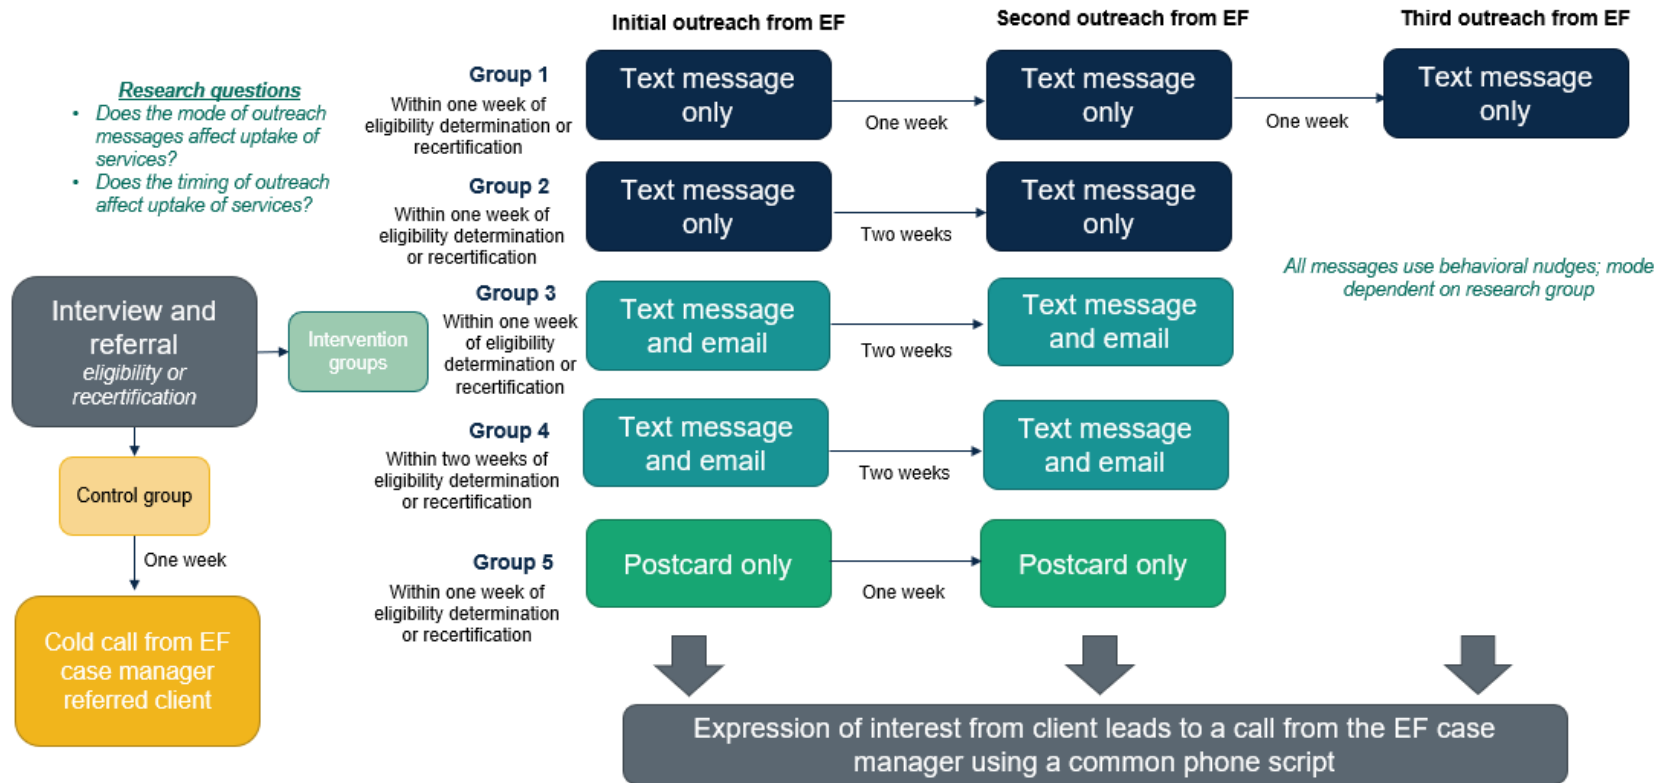 Initial outreach from EF
Second outreach from EF
Third outreach from EF
Research questions
• Does the mode of outreach
messages affect uptake of
services?
• Does the timing of outreach
affect uptake of services?
Group 1
Within one week of
eligibility determination or
recertification
Text message
only
One week
Text message
only
One week
Text message
only
Group 2
Within one week of
eligibility determination
or recertification
Text message
only
Two weeks
Text message
only
All messages use behavioral nudges; mode
dependent on research group
Interview and
referral
eligibility or
recertification
Intervention
groups
Group 3
Within one week
of eligibility
determination or
recertification
Text message
and email
Two weeks
Text message
and email
Group 4
Within two weeks of
eligibility determination
or recertification
Text message
and email
Two weeks
Text message
and email
Control group
One week
Cold call from EF
case manager
referred client
Group 5
Within one week of
eligibility determination
or recertification
Postcard only
One week
Postcard only
Expression of interest from client leads to a call from the EF case
manager using a common phone script